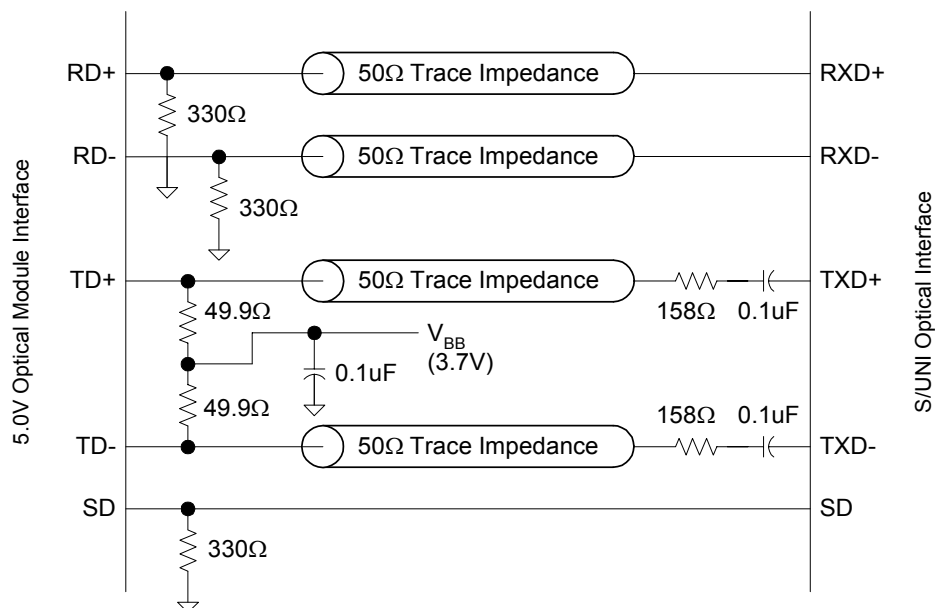 5.0V Optical Module Interface
S/UNI Optical Interface
RD+
50Ω Trace Impedance
RXD+
330Ω
RD-
50Ω Trace Impedance
RXD-
330Ω
TD+
50Ω Trace Impedance
TXD+
158Ω
0.1uF
49.9Ω
VBB
(3.7V)
0.1uF
49.9Ω
158Ω
0.1uF
TD-
50Ω Trace Impedance
TXD-
SD
SD
330Ω